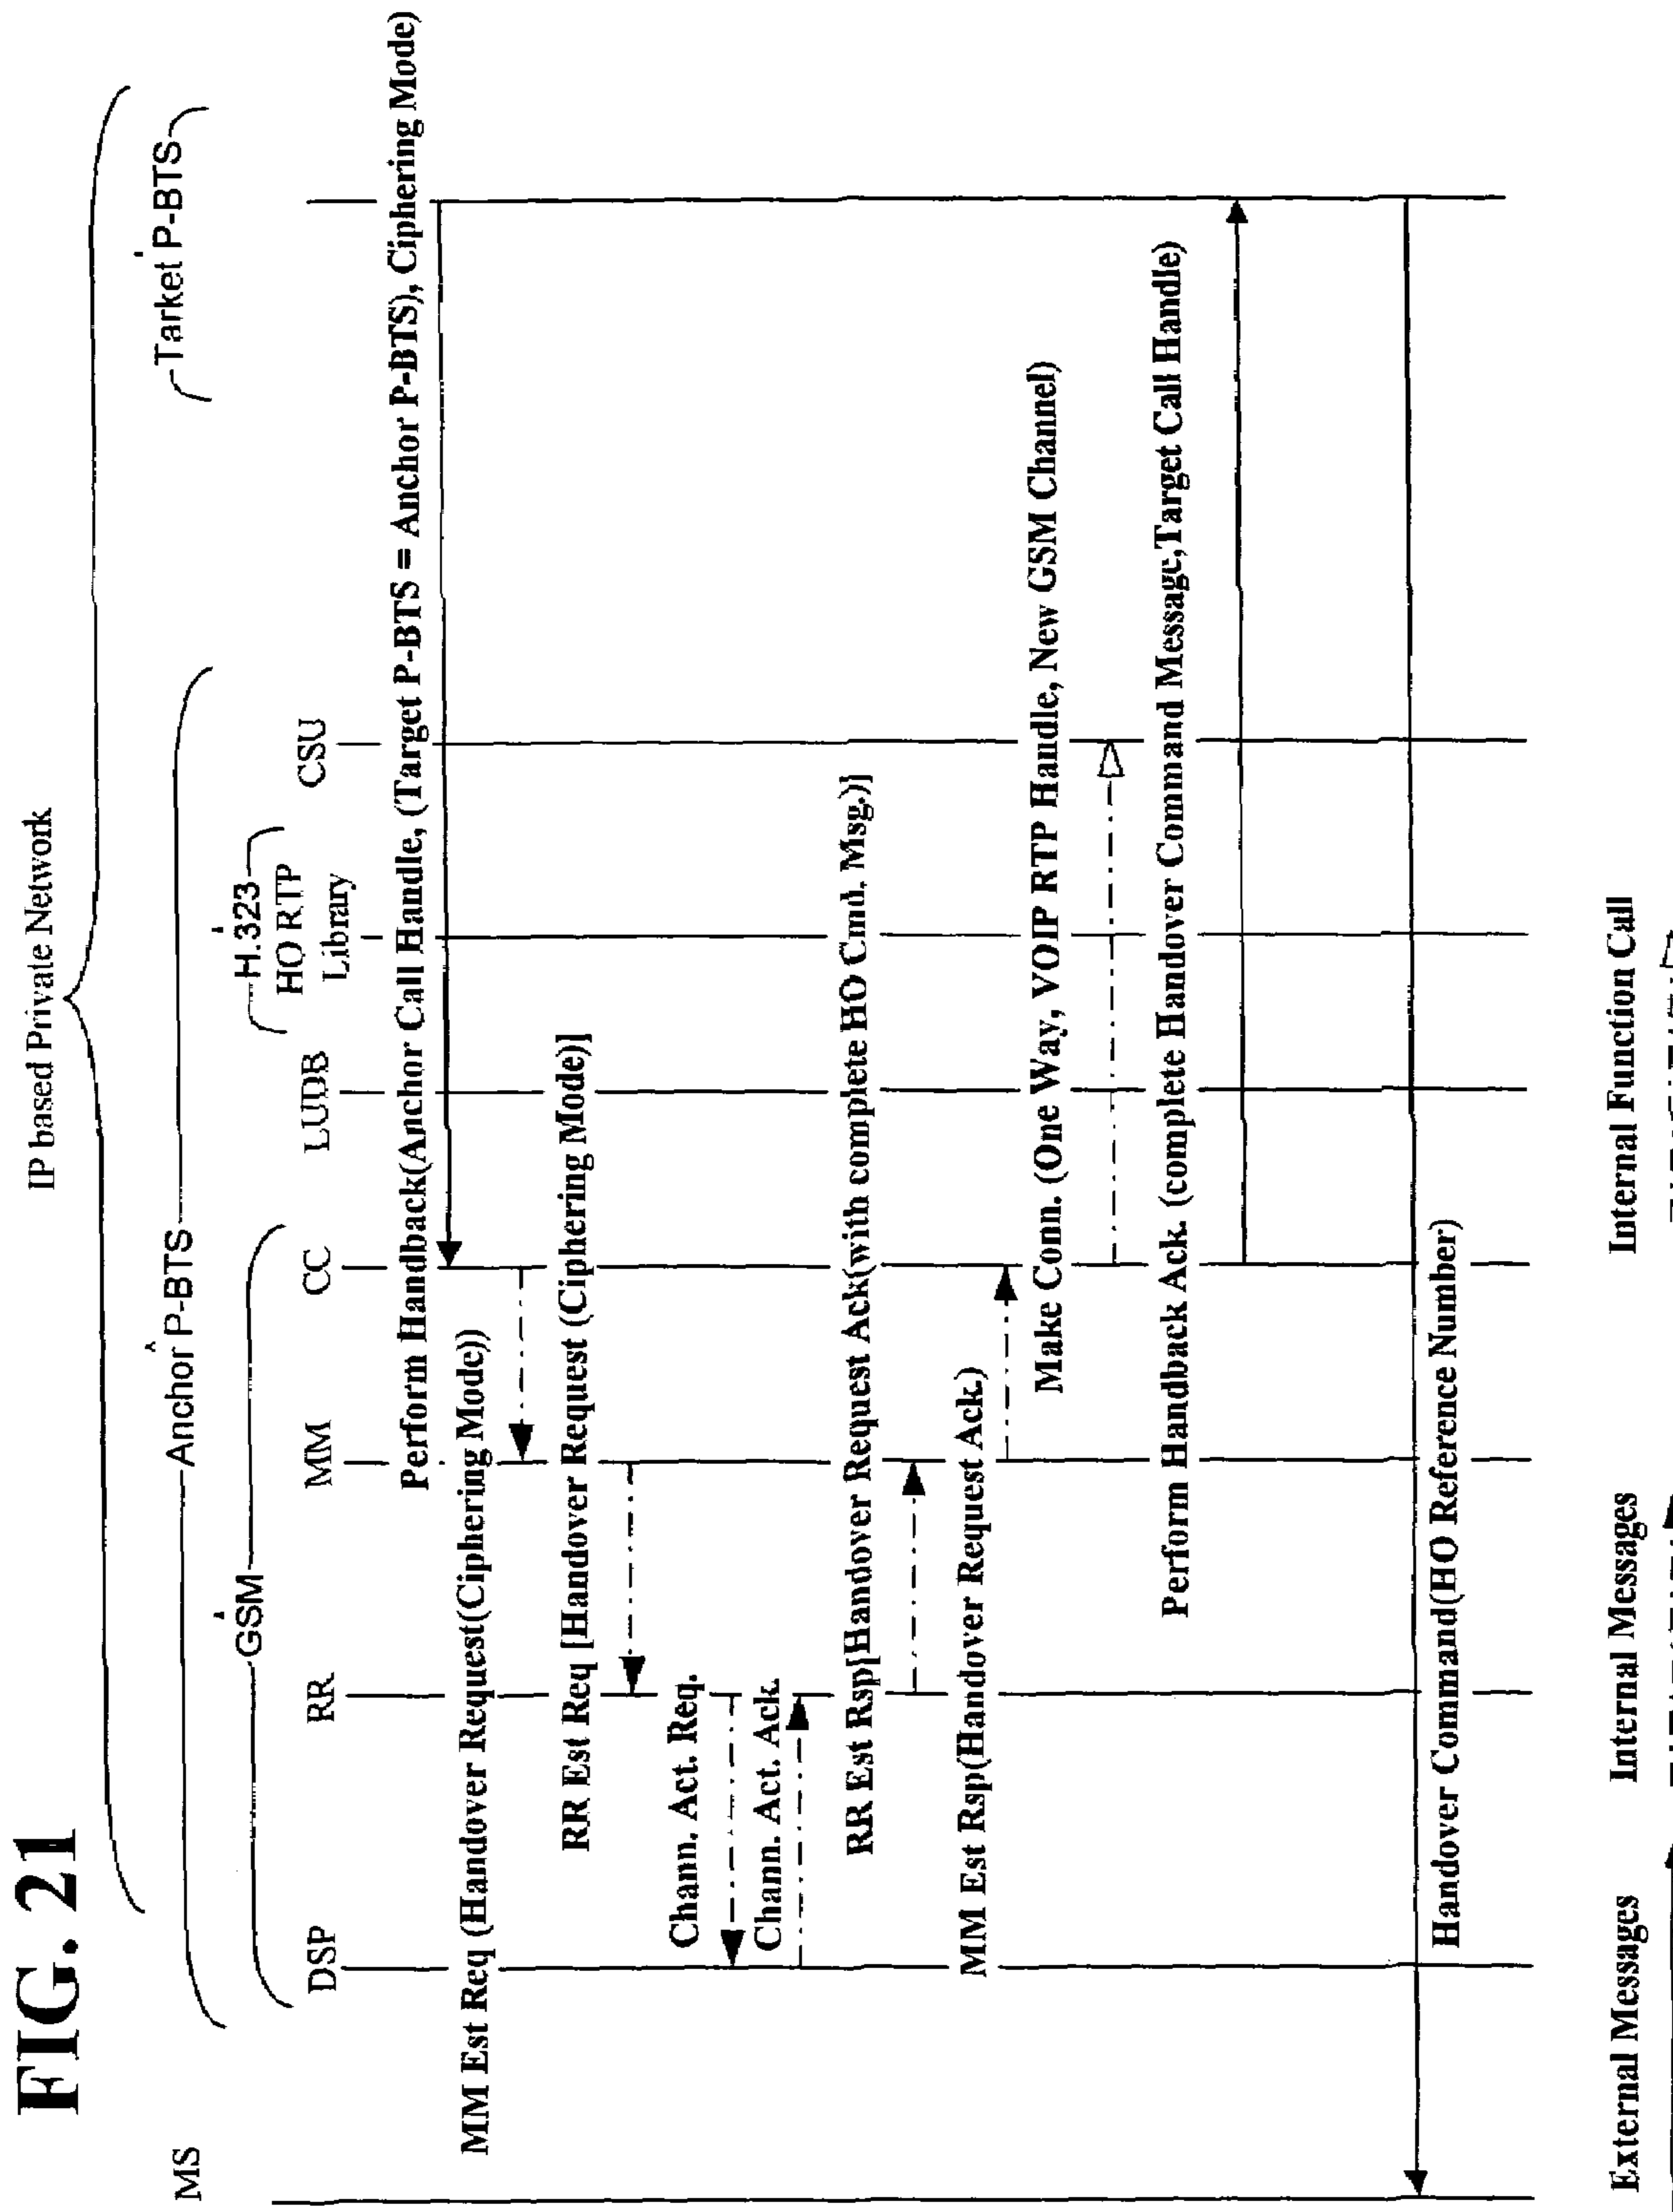 FIG. 21
IP based Private Network
MS
Anchor P-BTS
Tarket P-BTS
GSM
H.323
HO RTP
Library
DSP
RR
MM
CC
LUDB
CSU
Perform Handback(Anchor Call Handle, (Target P-BTS = Anchor P-BTS), Ciphering Mode)
MM Est Req (Handover Request(Ciphering Mode))
RR Est Req [Handover Request (Ciphering Mode)]
Chann. Act. Req.
Chann. Act. Ack.
RR Est Rsp[Handover Request Ack(with complete HO Cmd. Msg.)]
MM Est Rsp(Handover Request Ack.)
Make Conn. (One Way, VOIP RTP Handle, New GSM Channel)
Perform Handback Ack. (complete Handover Command Message,Target Call Handle)
Handover Command(HO Reference Number)
External Messages
Internal Messages
Internal Function Call